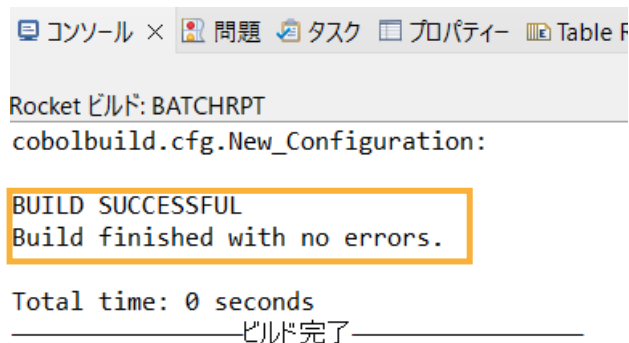 コンソール × 問題 タスク プロパティー Table R
Rocket ビルド: BATCHRPT
cobolbuild.cfg.New_Configuration:
BUILD SUCCESSFUL
Build finished with no errors.
Total time: 0 seconds
ビルド完了